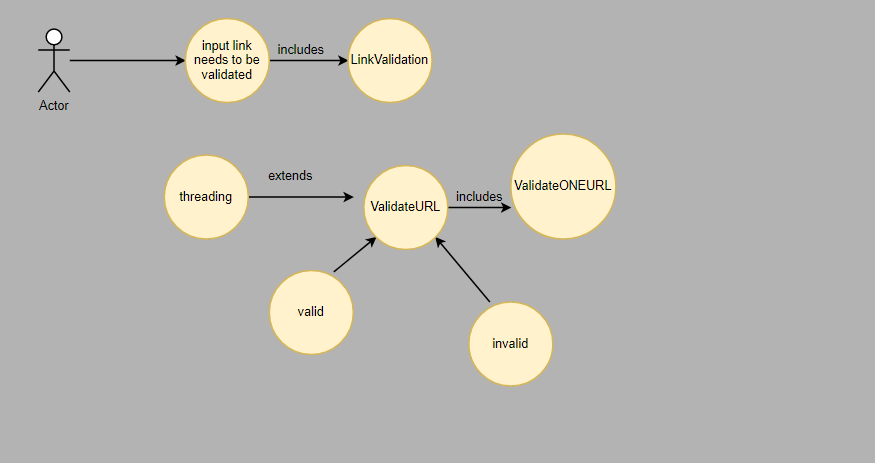 input link
needs to be
validated
includes
LinkValidation
Actor
extends
threading
ValidateURL
includes
ValidateONEURL
valid
invalid